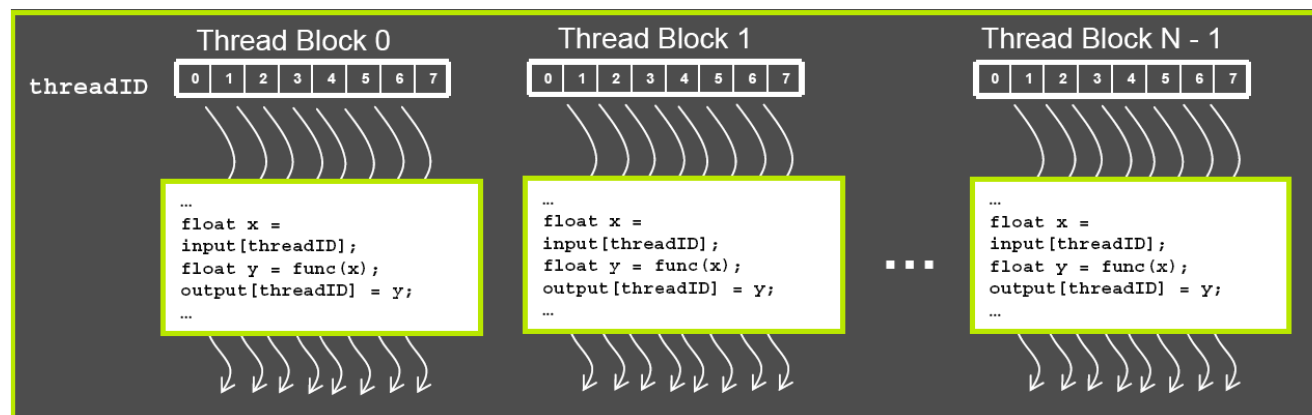 Thread Block 0
Thread Block 1
Thread Block N - 1
threadID
0 1 2 3 4 5 6 7
0 1 2 3 4 5 6 7
0 1 2 3 4 5 6 7
…
float x =
input[threadID];
float y = func(x);
output[threadID] = y;
…
…
float x =
input[threadID];
float y = func(x);
output[threadID] = y;
…
...
…
float x =
input[threadID];
float y = func(x);
output[threadID] = y;
…